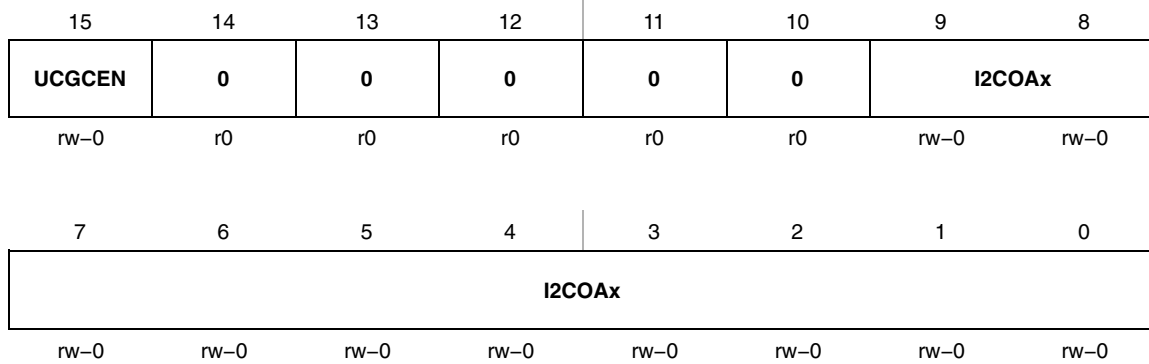 15 14 13 12 11 10 9 8
UCGCEN 0 0 0 0 0 I2COAx
rw−0 r0 r0 r0 r0 r0 rw−0 rw−0
7 6 5 4 3 2 1 0
I2COAx
rw−0 rw−0 rw−0 rw−0 rw−0 rw−0 rw−0 rw−0